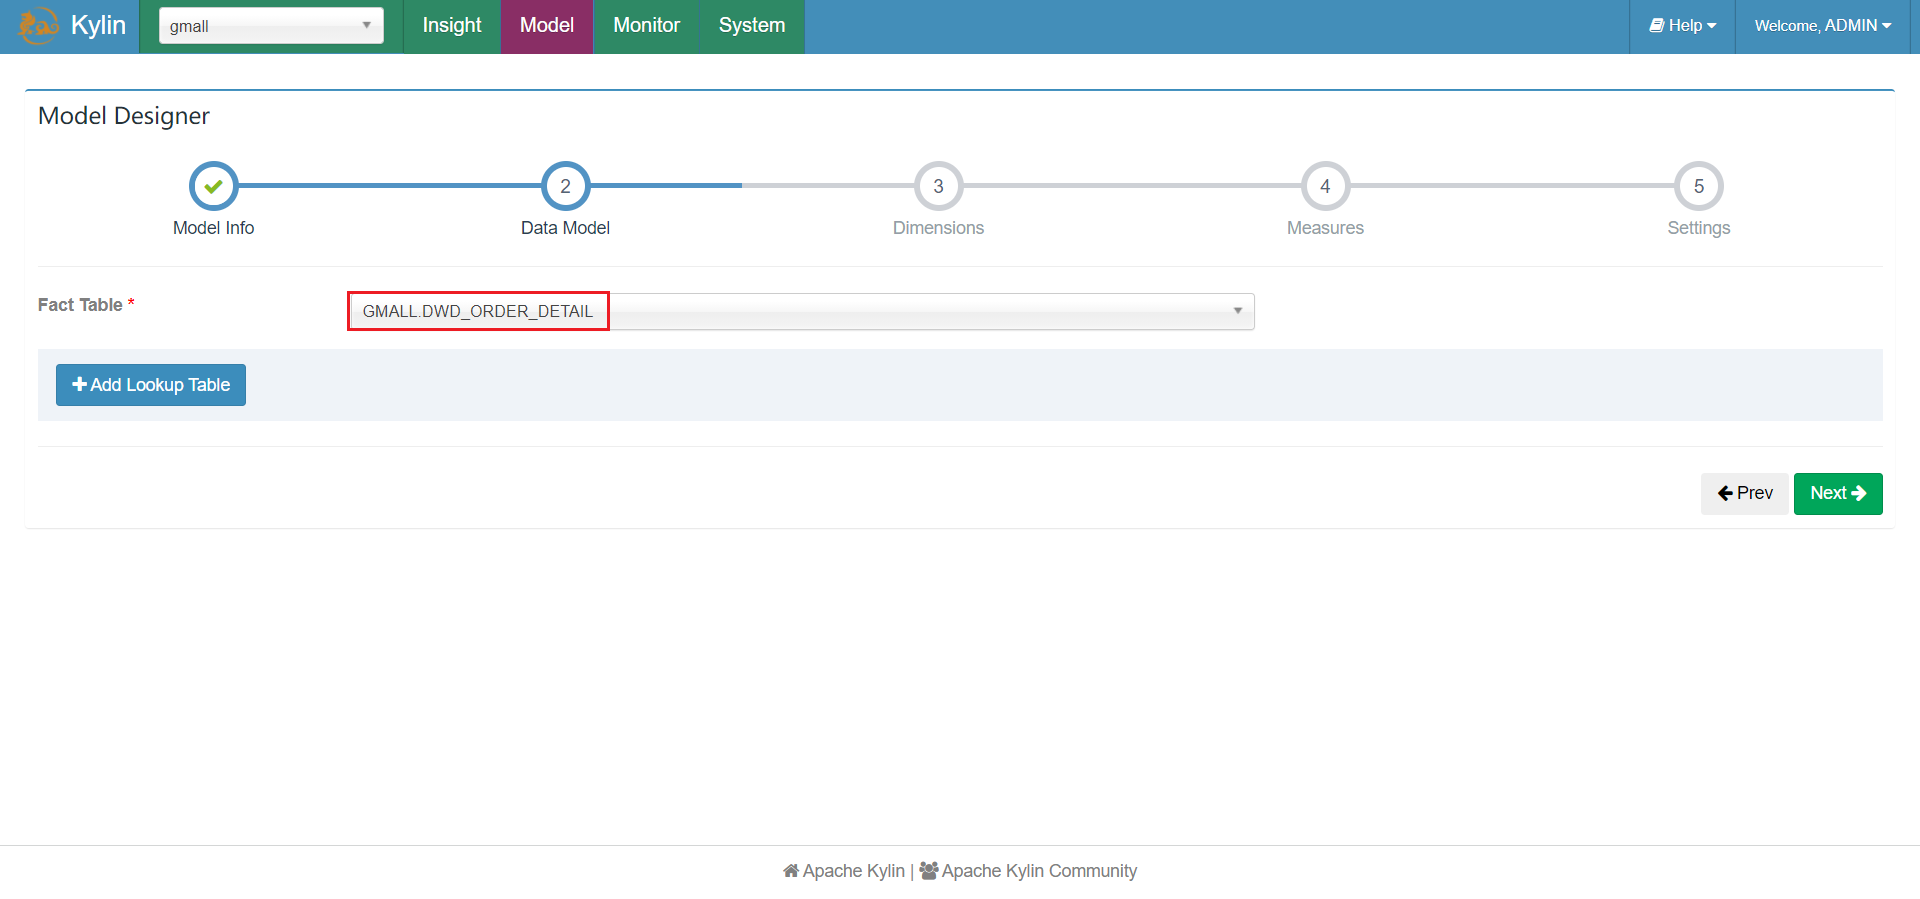 Kylin gmall Insight Model Monitor System Help Welcome, ADMIN
Model Designer
2 3 4 5
Model Info Data Model Dimensions Measures Settings
Fact Table * GMALL.DWD_ORDER_DETAIL
Add Lookup Table
Prev Next
Apache Kylin | Apache Kylin Community